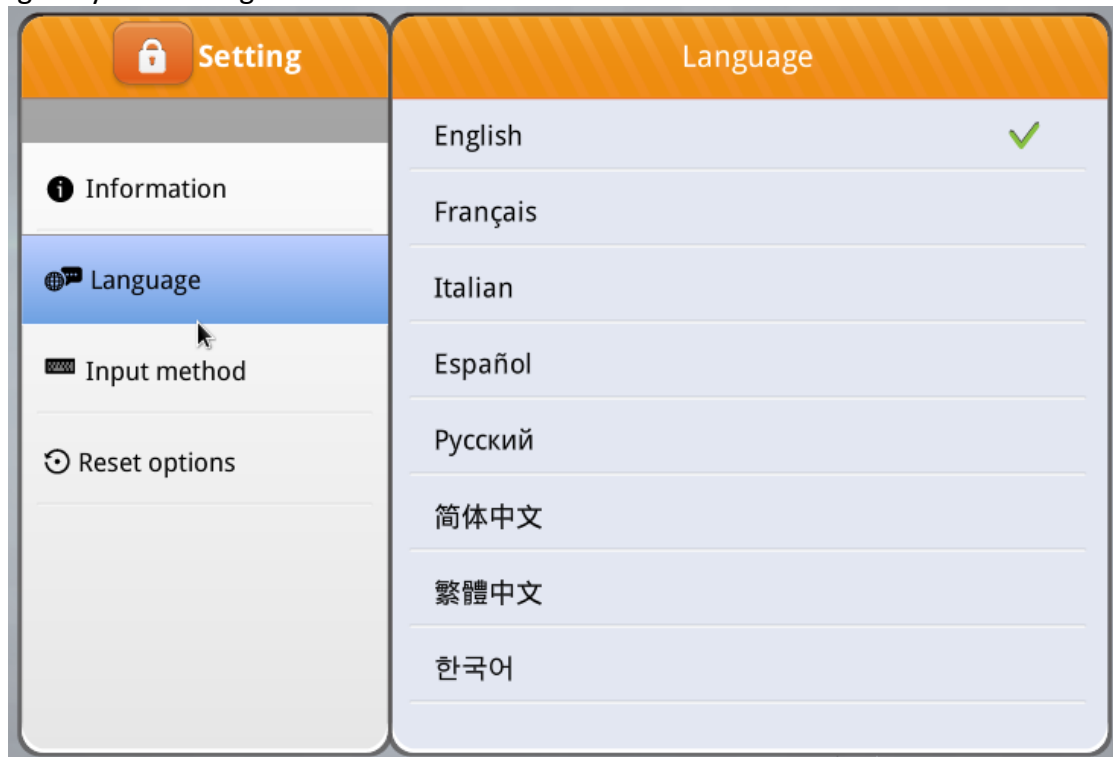 Setting
Information
Language
Input method
Reset options
Language
English
Français
Italian
Español
Русский
简体中文
繁體中文
한국어